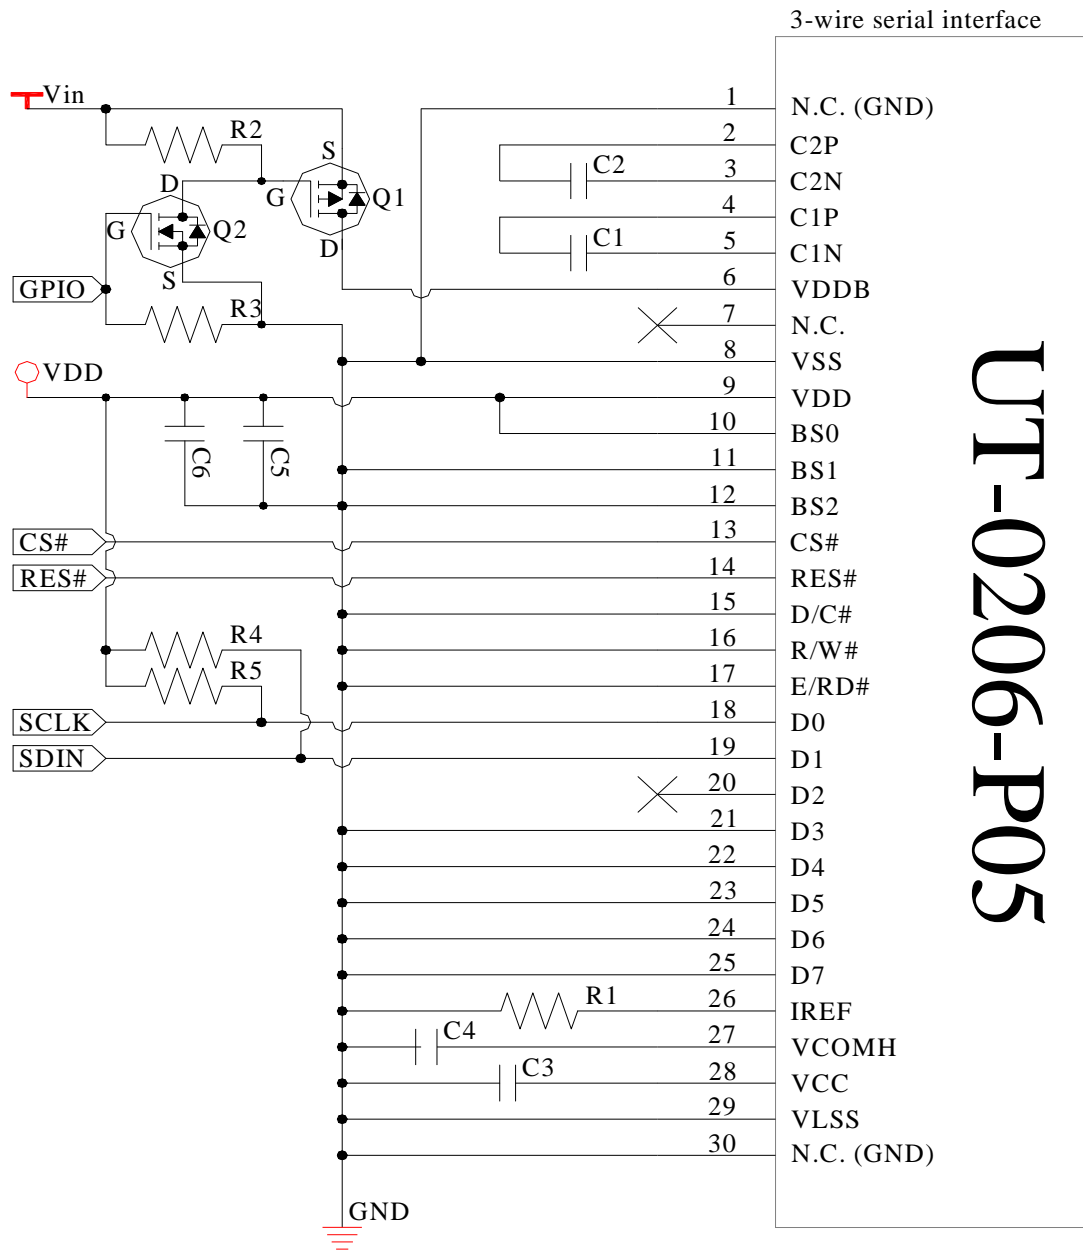 3-wire serial interface
Vin
R2
S
G
Q1
D
D
G
Q2
S
GPIO
R3
VDD
C6
C5
CS#
RES#
R4
R5
SCLK
SDIN
C2
C1
R1
C4
C3
GND
1 N.C. (GND)
2 C2P
3 C2N
4 C1P
5 C1N
6 VDDB
7 N.C.
8 VSS
9 VDD
10 BS0
11 BS1
12 BS2
13 CS#
14 RES#
15 D/C#
16 R/W#
17 E/RD#
18 D0
19 D1
20 D2
21 D3
22 D4
23 D5
24 D6
25 D7
26 IREF
27 VCOMH
28 VCC
29 VLSS
30 N.C. (GND)
UT-0206-P05